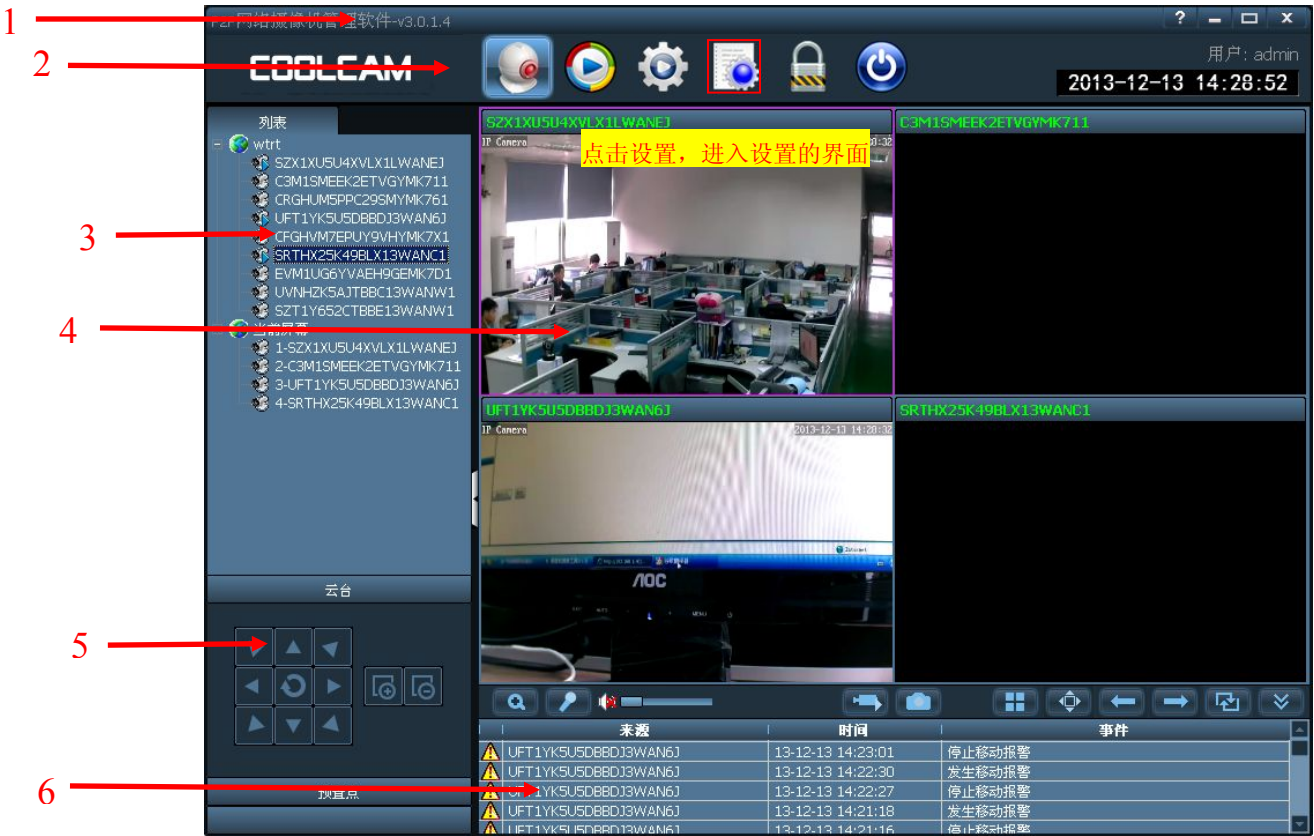 1
P2P网络摄像机管理软件-v3.0.1.4
?
2
COOLCAM
用户: admin
2013-12-13 14:28:52
列表
wtrt
SZX1XU5U4XVLX1LWANEJ
C3M1SMEEK2ETVGYMK711
CRGHUM5PPC29SMYMK761
UFT1YK5U5DBBDJ3WAN6J
3
CFGHVM7EPUY9VHYMK7X1
SRTHX25K49BLX13WANC1
EVM1UG6YVAEH9GEMK7D1
UVNHZK5AJTBBC13WANW1
SZT1Y652CTBBE13WANW1
4
当前屏幕
1-SZX1XU5U4XVLX1LWANEJ
2-C3M1SMEEK2ETVGYMK711
3-UFT1YK5U5DBBDJ3WAN6J
4-SRTHX25K49BLX13WANC1
SZX1XU5U4XVLX1LWANEJ
C3M1SMEEK2ETVGYMK711
IP Camera
点击设置，进入设置的界面
UFT1YK5U5DBBDJ3WAN6J
SRTHX25K49BLX13WANC1
IP Camera
2013-12-13 14:28:32
AOC
MENU
云台
5
预置点
6
来源 时间 事件
UFT1YK5U5DBBDJ3WAN6J 13-12-13 14:23:01 停止移动报警
UFT1YK5U5DBBDJ3WAN6J 13-12-13 14:22:30 发生移动报警
UFT1YK5U5DBBDJ3WAN6J 13-12-13 14:22:27 停止移动报警
UFT1YK5U5DBBDJ3WAN6J 13-12-13 14:21:18 发生移动报警
UFT1YK5U5DBBDJ3WAN6J 13-12-13 14:21:16 停止移动报警